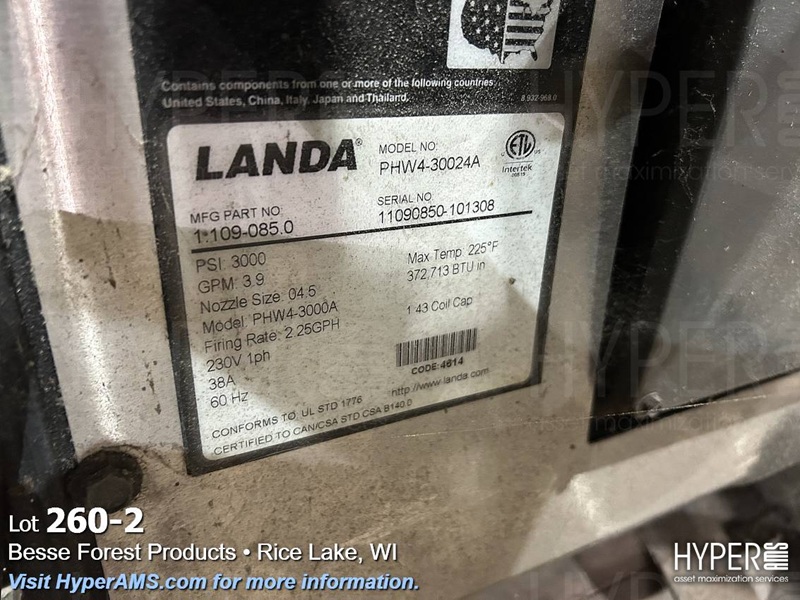 Contains components from one or more of the following countries:
United States, China, Italy, Japan and Thailand.
8.932-968.0
LANDA®
MODEL NO:
PHW4-30024A
ETL
Intertek
MFG PART NO
1.109-085.0
SERIAL NO
11090850-101308
PSI: 3000
GPM: 3.9
Nozzle Size: 04.5
Model: PHW4-3000A
Firing Rate: 2.25GPH
230V 1ph
38A
60 Hz
Max Temp: 225°F
372,713 BTU in
1.43 Coil Cap
CODE:4614
http://www.landa.com
CONFORMS TO UL STD 1776
CERTIFIED TO CAN/CSA STD CSA B140.0
Lot 260-2
Besse Forest Products • Rice Lake, WI
Visit HyperAMS.com for more information.
HYPER AMS
asset maximization services